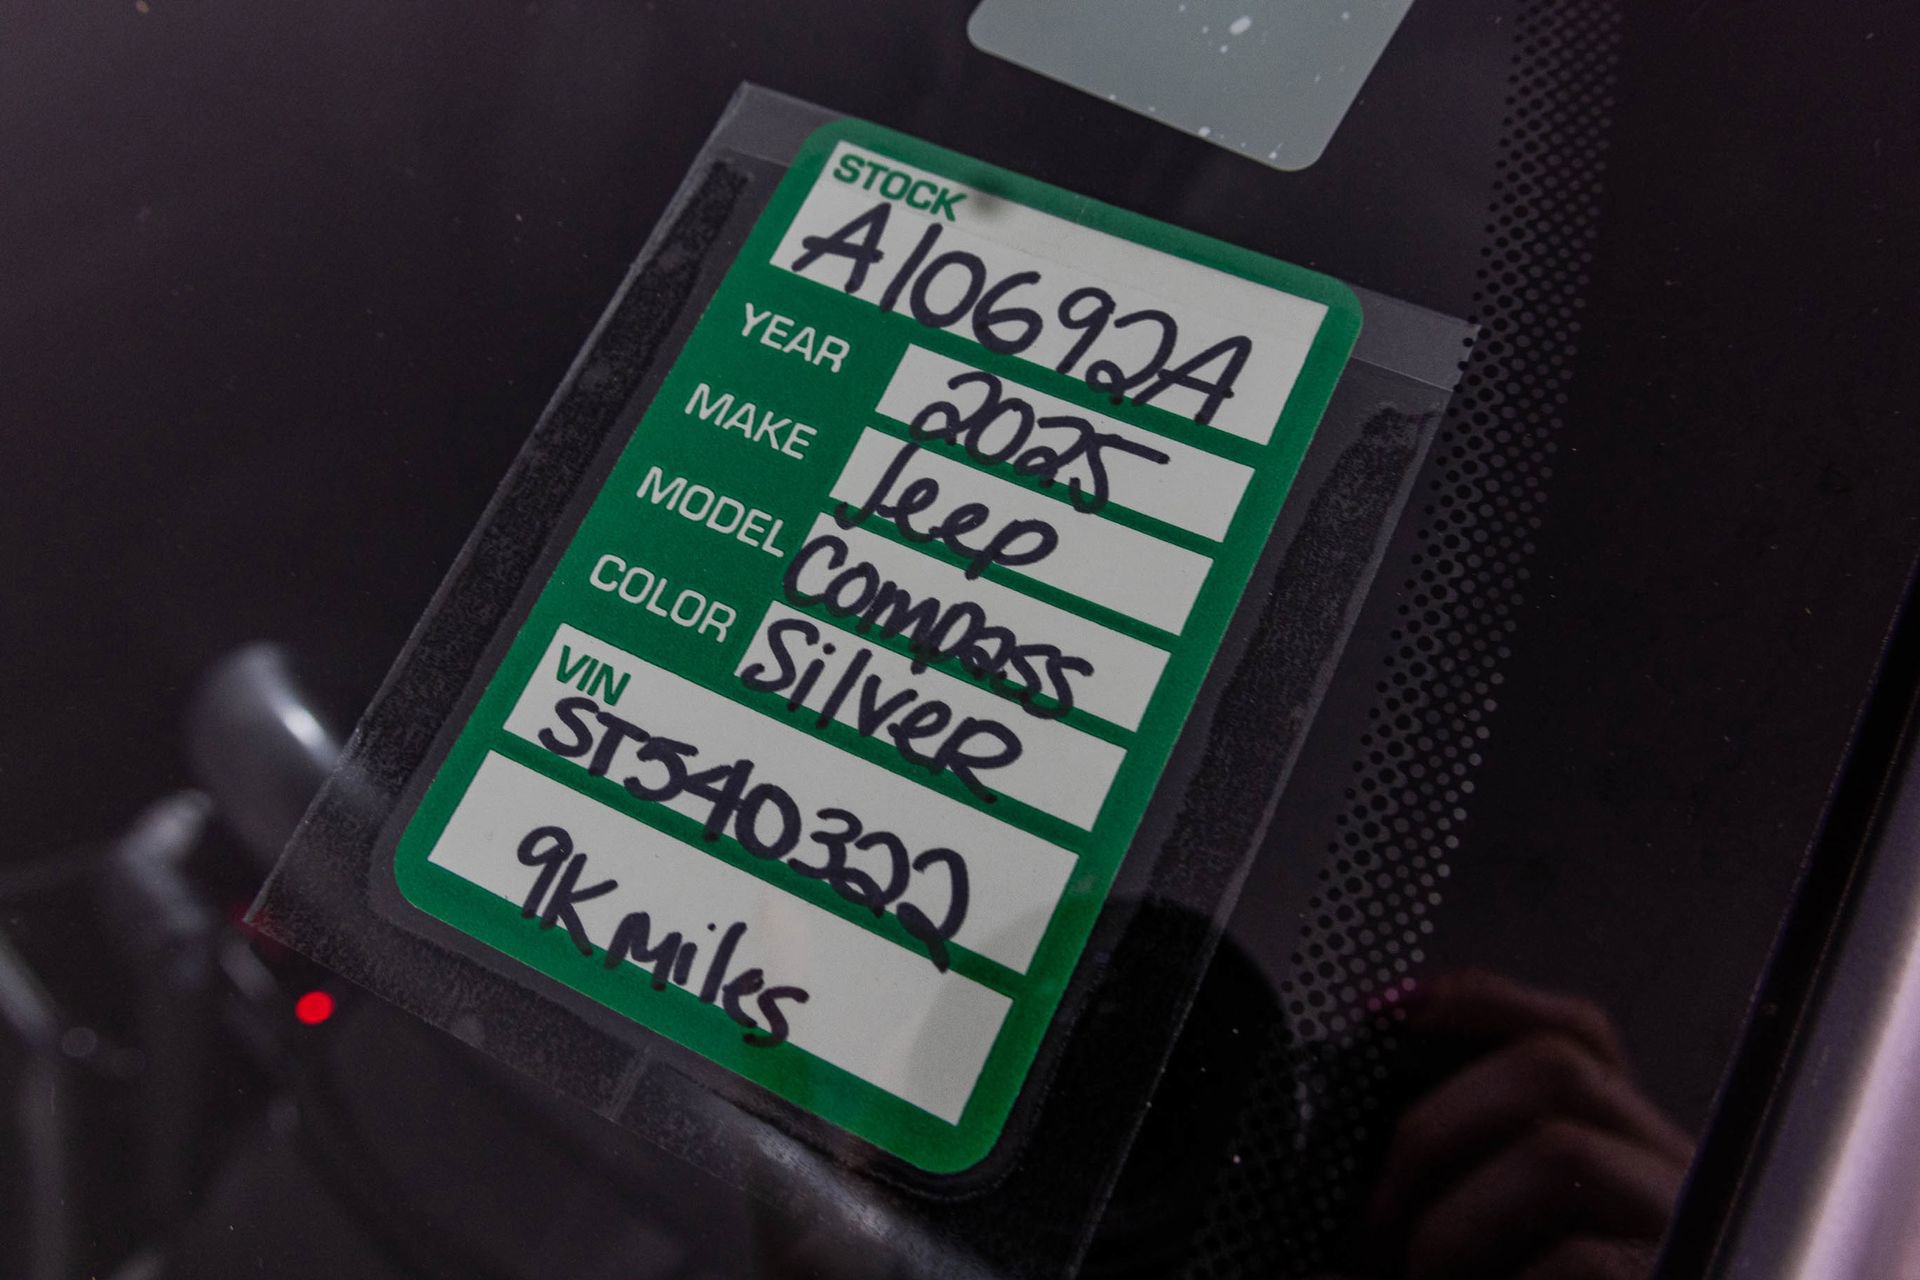 STOCK
A10692A
YEAR 2025
MAKE Jeep
MODEL Compass
COLOR Silver
VIN
ST540322
9K miles